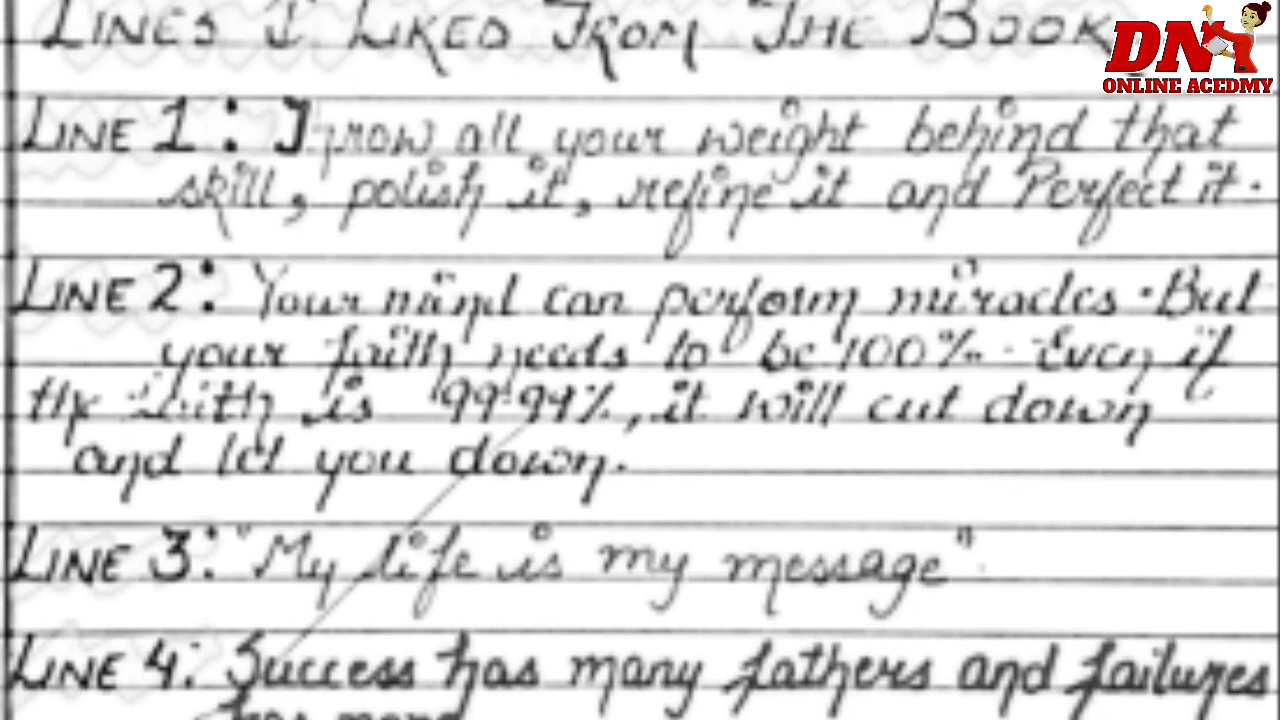 LINES I LIKED FROM THE BOOK
DNA
ONLINE ACEDMY
LINE 1: Throw all your weight behind that
skill, polish it, refine it and Perfect it.
LINE 2: Your mind can perform miracles. But
your faith needs to be 100%. Even if
the faith is 99.99%, it will cut down
and let you down.
LINE 3: "My life is my message".
LINE 4: Success has many fathers and failures